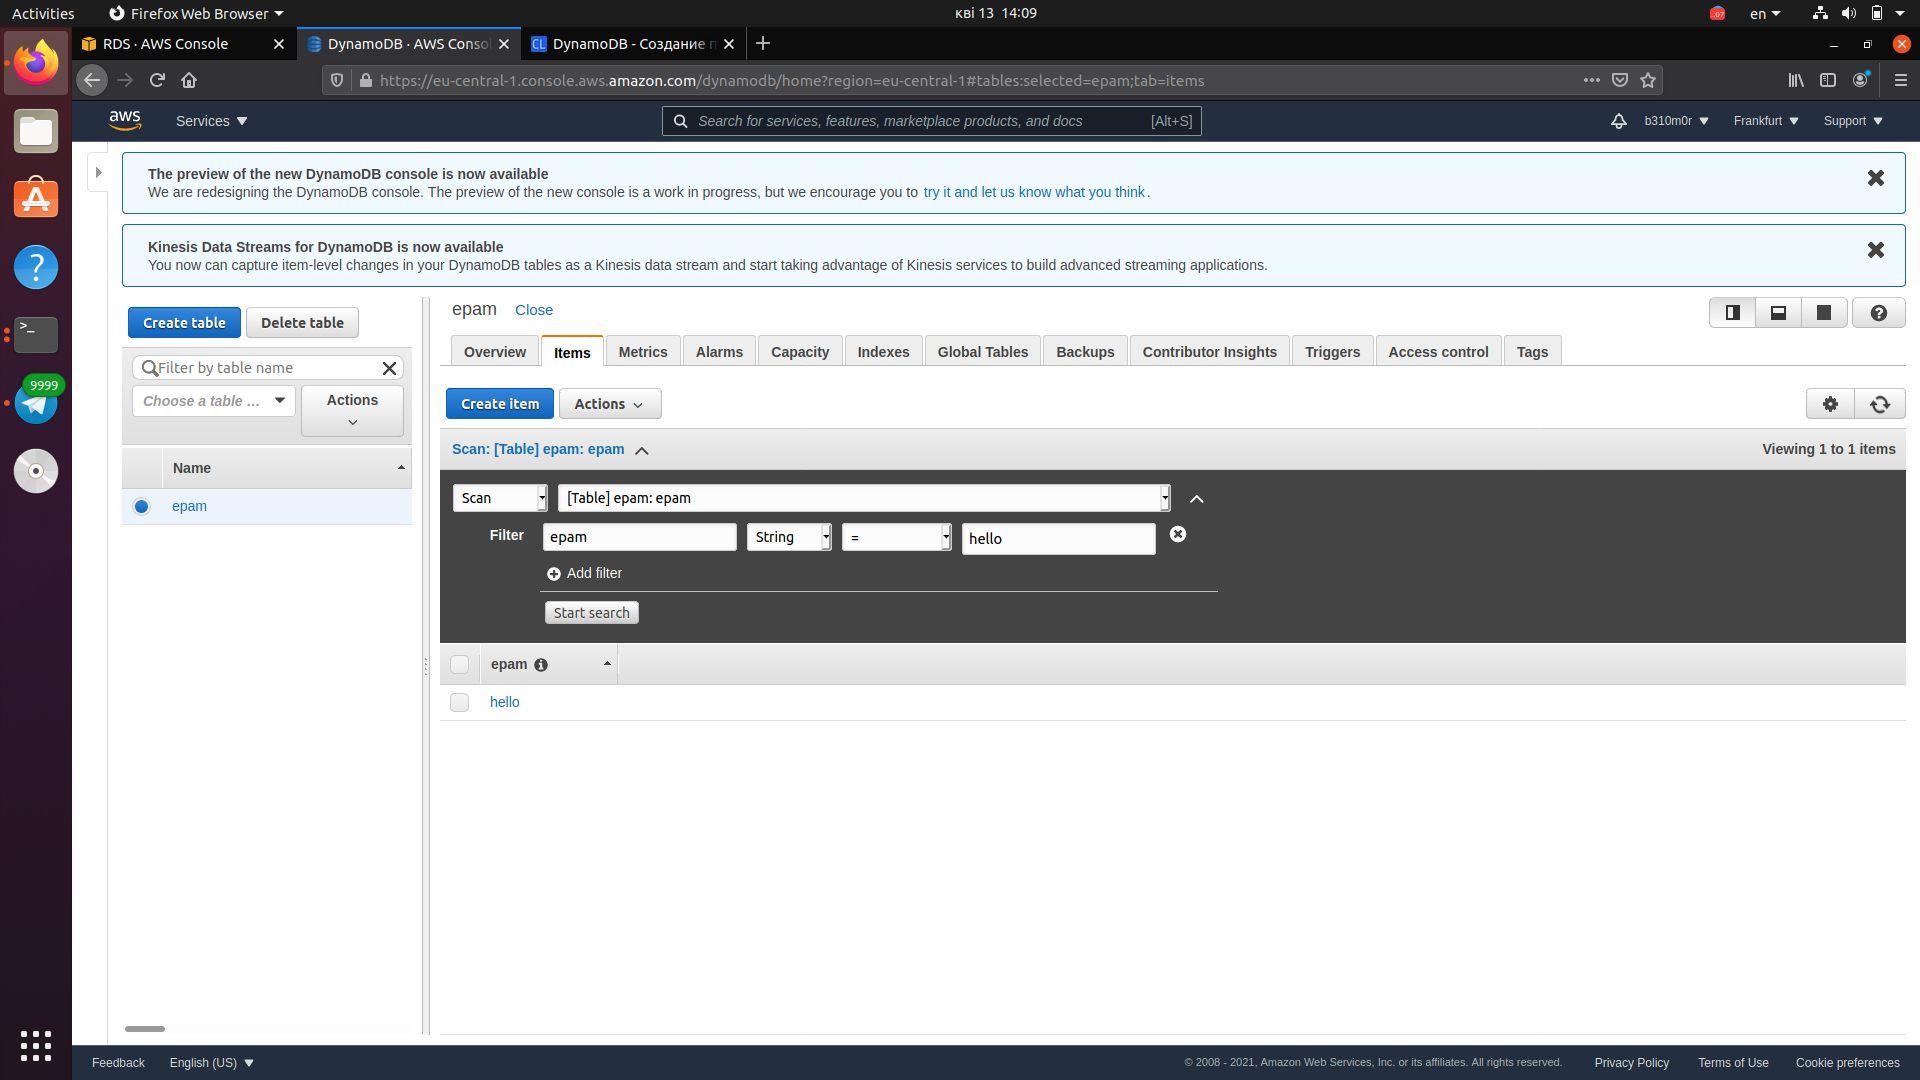 Activities
Firefox Web Browser
кві 13 14:09
en
RDS · AWS Console
DynamoDB · AWS Conso
CL
DynamoDB - Создание
https://eu-central-1.console.aws.amazon.com/dynamodb/home?region=eu-central-1#tables:selected=epam;tab=items
aws
Services
Search for services, features, marketplace products, and docs
[Alt+S]
b310m0r
Frankfurt
Support
The preview of the new DynamoDB console is now available
We are redesigning the DynamoDB console. The preview of the new console is a work in progress, but we encourage you to try it and let us know what you think.
Kinesis Data Streams for DynamoDB is now available
You now can capture item-level changes in your DynamoDB tables as a Kinesis data stream and start taking advantage of Kinesis services to build advanced streaming applications.
Create table
Delete table
epam
Close
Overview
Items
Metrics
Alarms
Capacity
Indexes
Global Tables
Backups
Contributor Insights
Triggers
Access control
Tags
Filter by table name
Choose a table ...
Actions
9999
Create item
Actions
Name
epam
Scan: [Table] epam: epam
Viewing 1 to 1 items
Scan
[Table] epam: epam
Filter
epam
String
=
hello
Add filter
Start search
epam
hello
Feedback
English (US)
© 2008 - 2021, Amazon Web Services, Inc. or its affiliates. All rights reserved.
Privacy Policy
Terms of Use
Cookie preferences